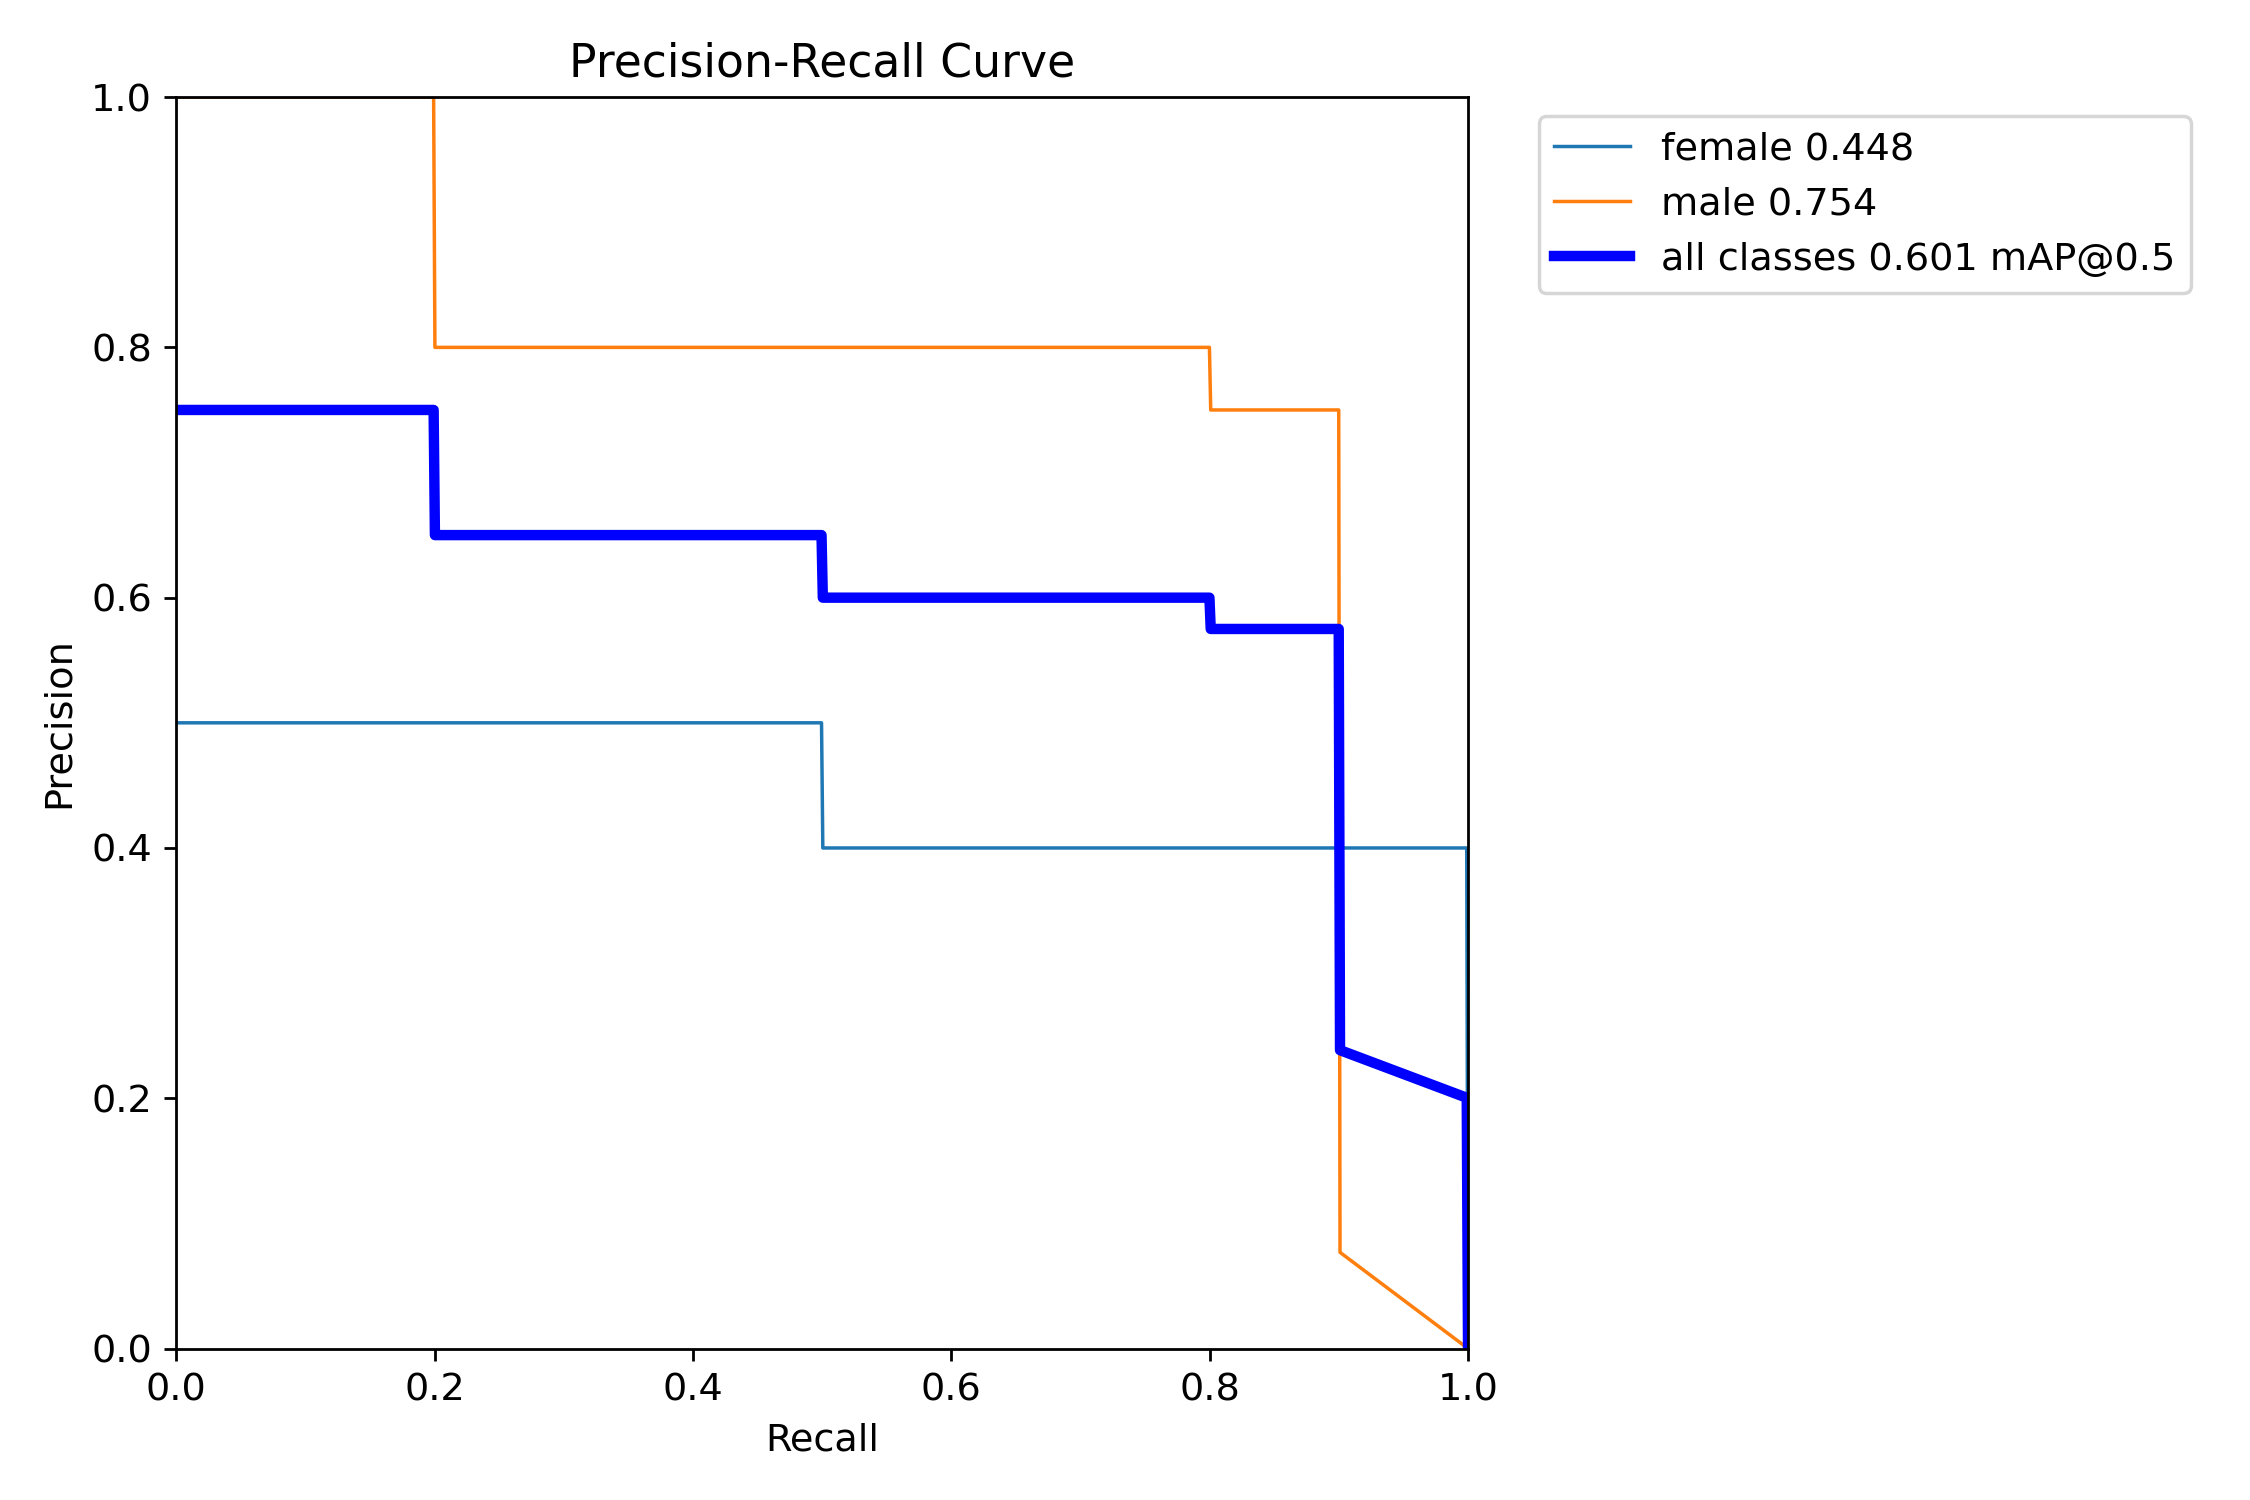 Precision-Recall Curve
1.0
0.8
0.6
0.4
0.2
0.0
Precision
0.0 0.2 0.4 0.6 0.8 1.0
Recall
female 0.448
male 0.754
all classes 0.601 mAP@0.5